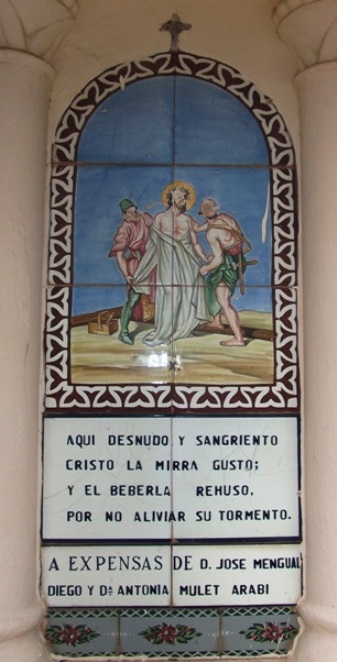 AQUI DESNUDO Y SANGRIENTO
CRISTO LA MIRRA GUSTO;
Y EL BEBERLA REHUSO,
POR NO ALIVIAR SU TORMENTO.
A EXPENSAS DE D. JOSE MENGUAL
DIEGO Y Dª ANTONIA MULET ARABI
X